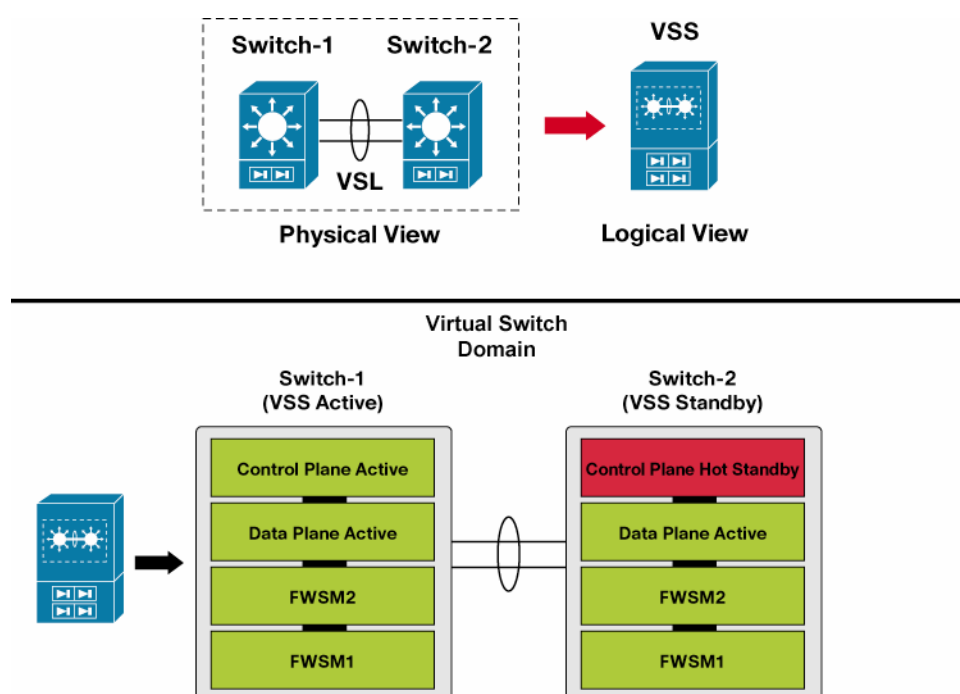 Switch-1
Switch-2
VSS
VSL
Physical View
Logical View
Virtual Switch
Domain
Switch-1
(VSS Active)
Switch-2
(VSS Standby)
Control Plane Active
Control Plane Hot Standby
Data Plane Active
Data Plane Active
FWSM2
FWSM2
FWSM1
FWSM1